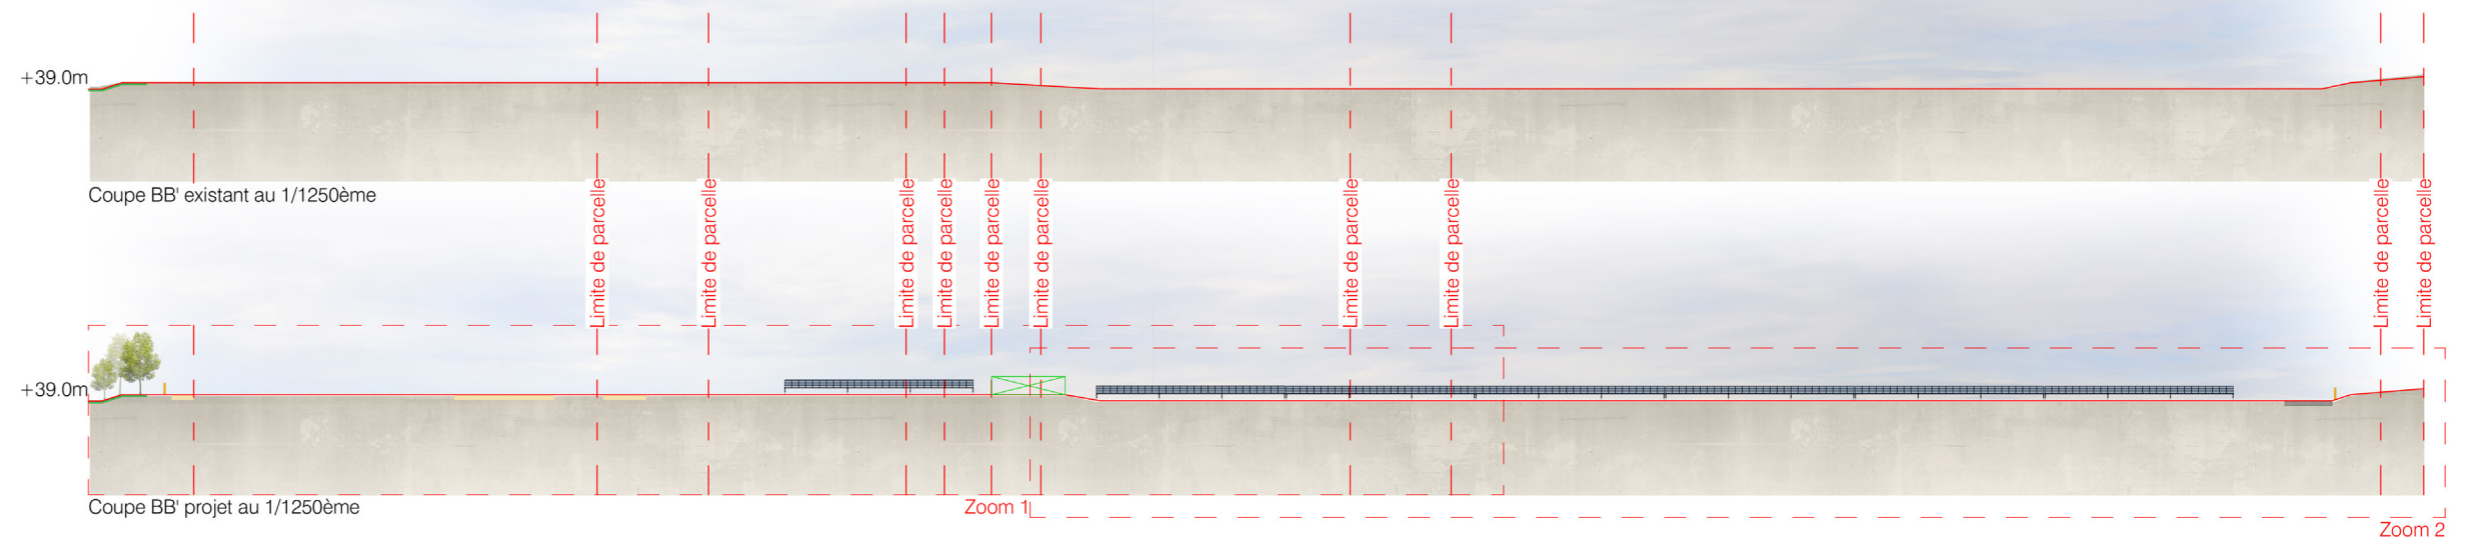 +39.0m
Coupe BB' existant au 1/1250ème
Limite de parcelle
Limite de parcelle
Limite de parcelle
Limite de parcelle
Limite de parcelle
Limite de parcelle
Limite de parcelle
Limite de parcelle
Limite de parcelle
Limite de parcelle
+39.0m
Coupe BB' projet au 1/1250ème
Zoom 1
Zoom 2